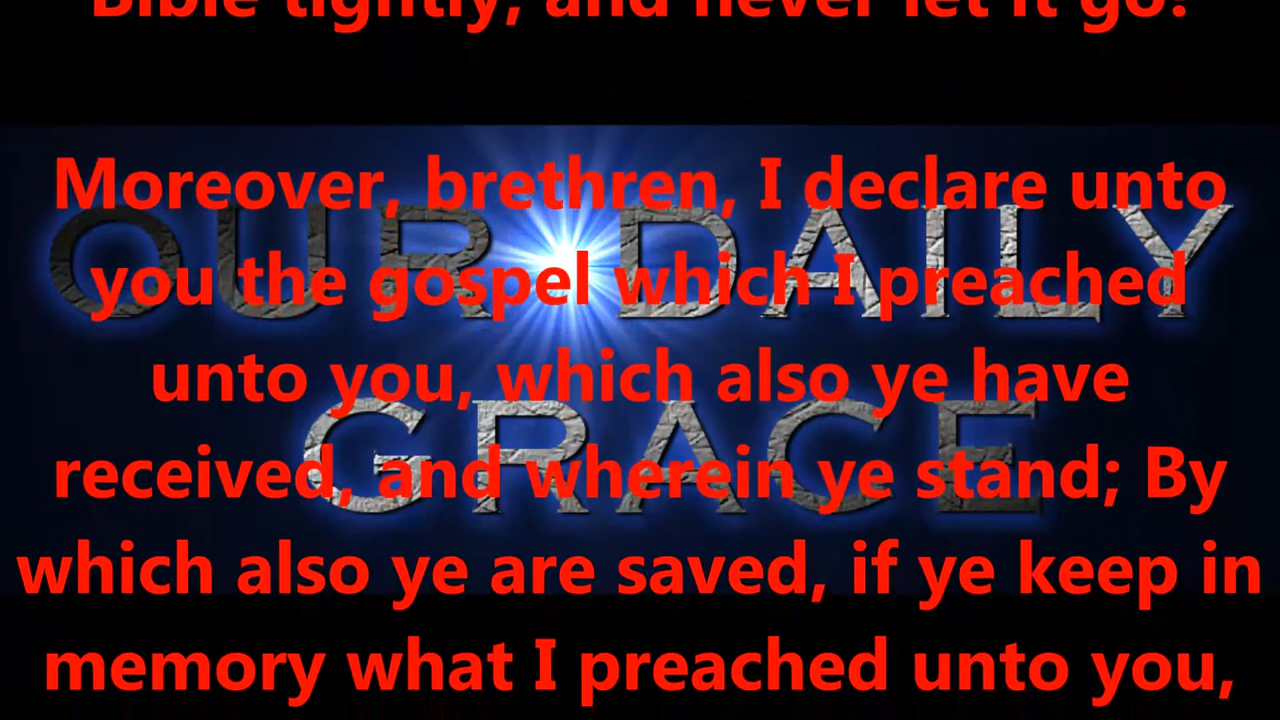 Bible tightly, and never let it go!
Moreover, brethren, I declare unto
you the gospel which I preached
unto you, which also ye have
received, and wherein ye stand; By
which also ye are saved, if ye keep in
memory what I preached unto you,
OUR DAILY
GRACE